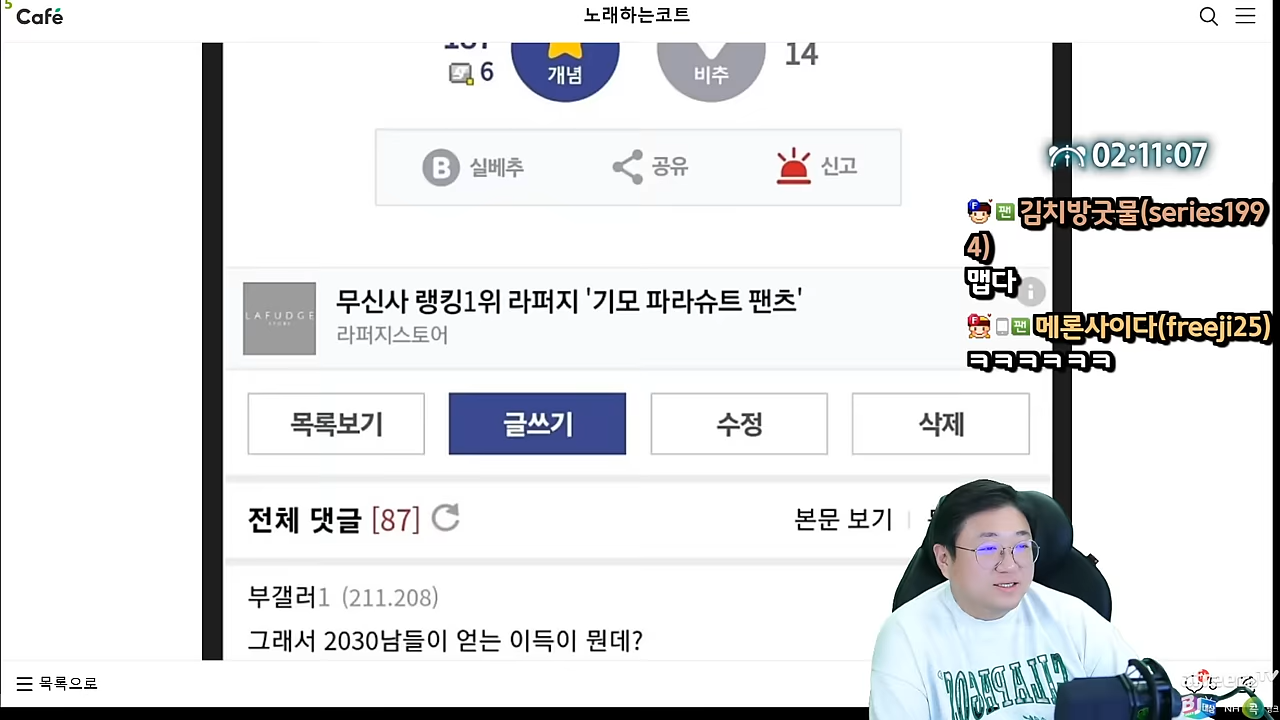 5
Café
노래하는코트
6
개념
비추
14
B 실베추
공유
신고
02:11:07
김치방굿물(series199
4)
맵다
메론사이다(freeji25)
ㅋㅋㅋㅋㅋㅋ
LAFUDGE
STORE
무신사 랭킹1위 라퍼지 '기모 파라슈트 팬츠'
라퍼지스토어
목록보기
글쓰기
수정
삭제
전체 댓글 [87]
본문 보기
부갤러1 (211.208)
그래서 2030남들이 얻는 이득이 뭔데?
목록으로